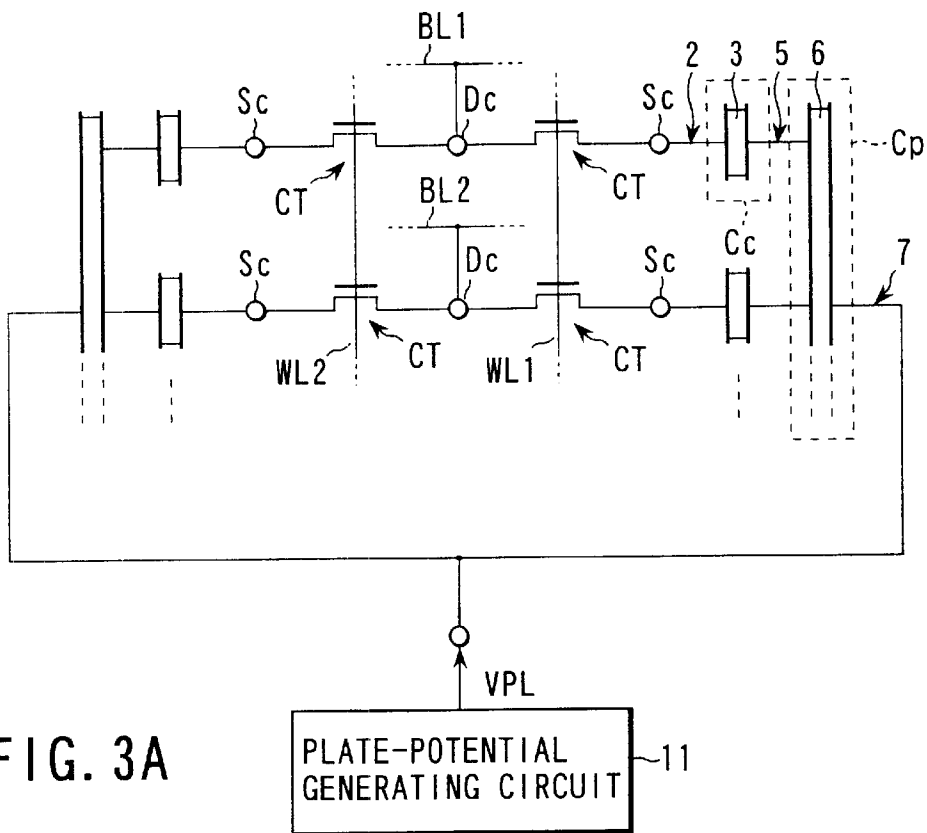 BL1
2 3 5 6
Sc Dc Sc
Cp
CT CT
BL2
Cc
Sc Dc Sc 7
WL2 CT WL1 CT
VPL
FIG. 3A
PLATE-POTENTIAL
GENERATING CIRCUIT
11